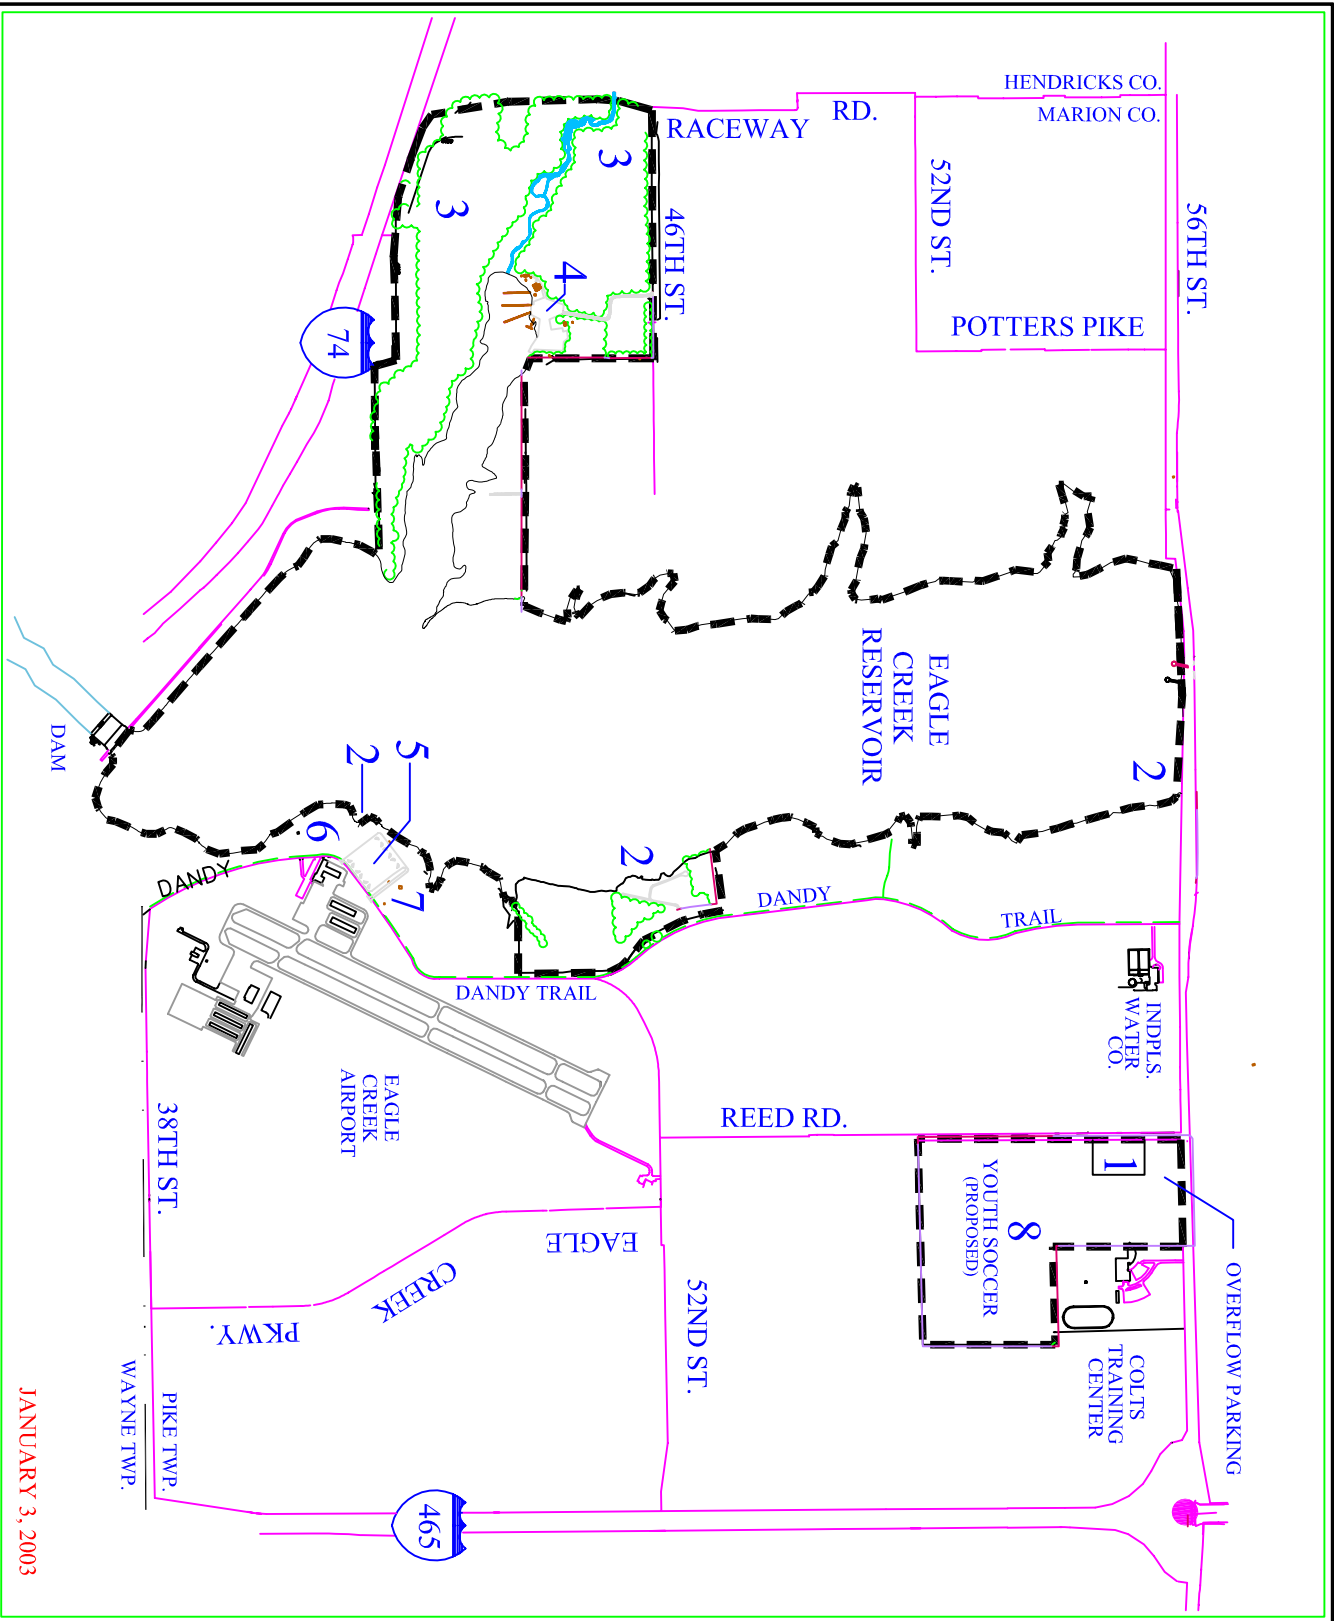 HENDRICKS CO.
MARION CO.
RACEWAY
RD.
56TH ST.
52ND ST.
46TH ST.
POTTERS PIKE
3
3
4
74
EAGLE
CREEK
RESERVOIR
2
DAM
5
2
6
7
2
DANDY
DANDY
TRAIL
DANDY TRAIL
INDPLS.
WATER
CO.
EAGLE
CREEK
AIRPORT
REED RD.
38TH ST.
1
8
YOUTH SOCCER
(PROPOSED)
OVERFLOW PARKING
COLTS
TRAINING
CENTER
EAGLE
CREEK
PKWY.
52ND ST.
PIKE TWP.
WAYNE TWP.
465
JANUARY 3, 2003